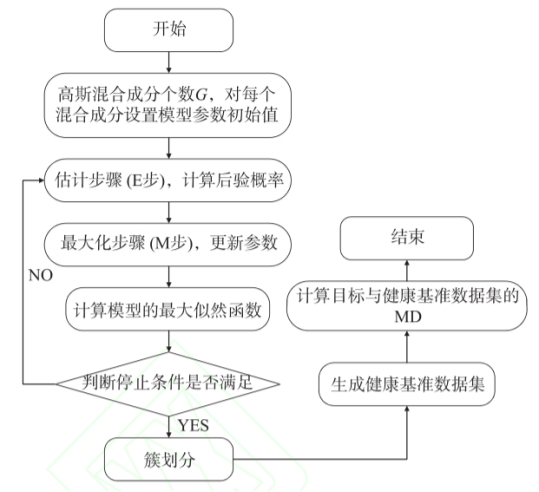 开始
高斯混合成分个数G，对每个
混合成分设置模型参数初始值
估计步骤 (E步)，计算后验概率
最大化步骤 (M步)，更新参数
NO
计算模型的最大似然函数
判断停止条件是否满足
YES
簇划分
生成健康基准数据集
计算目标与健康基准数据集的
MD
结束